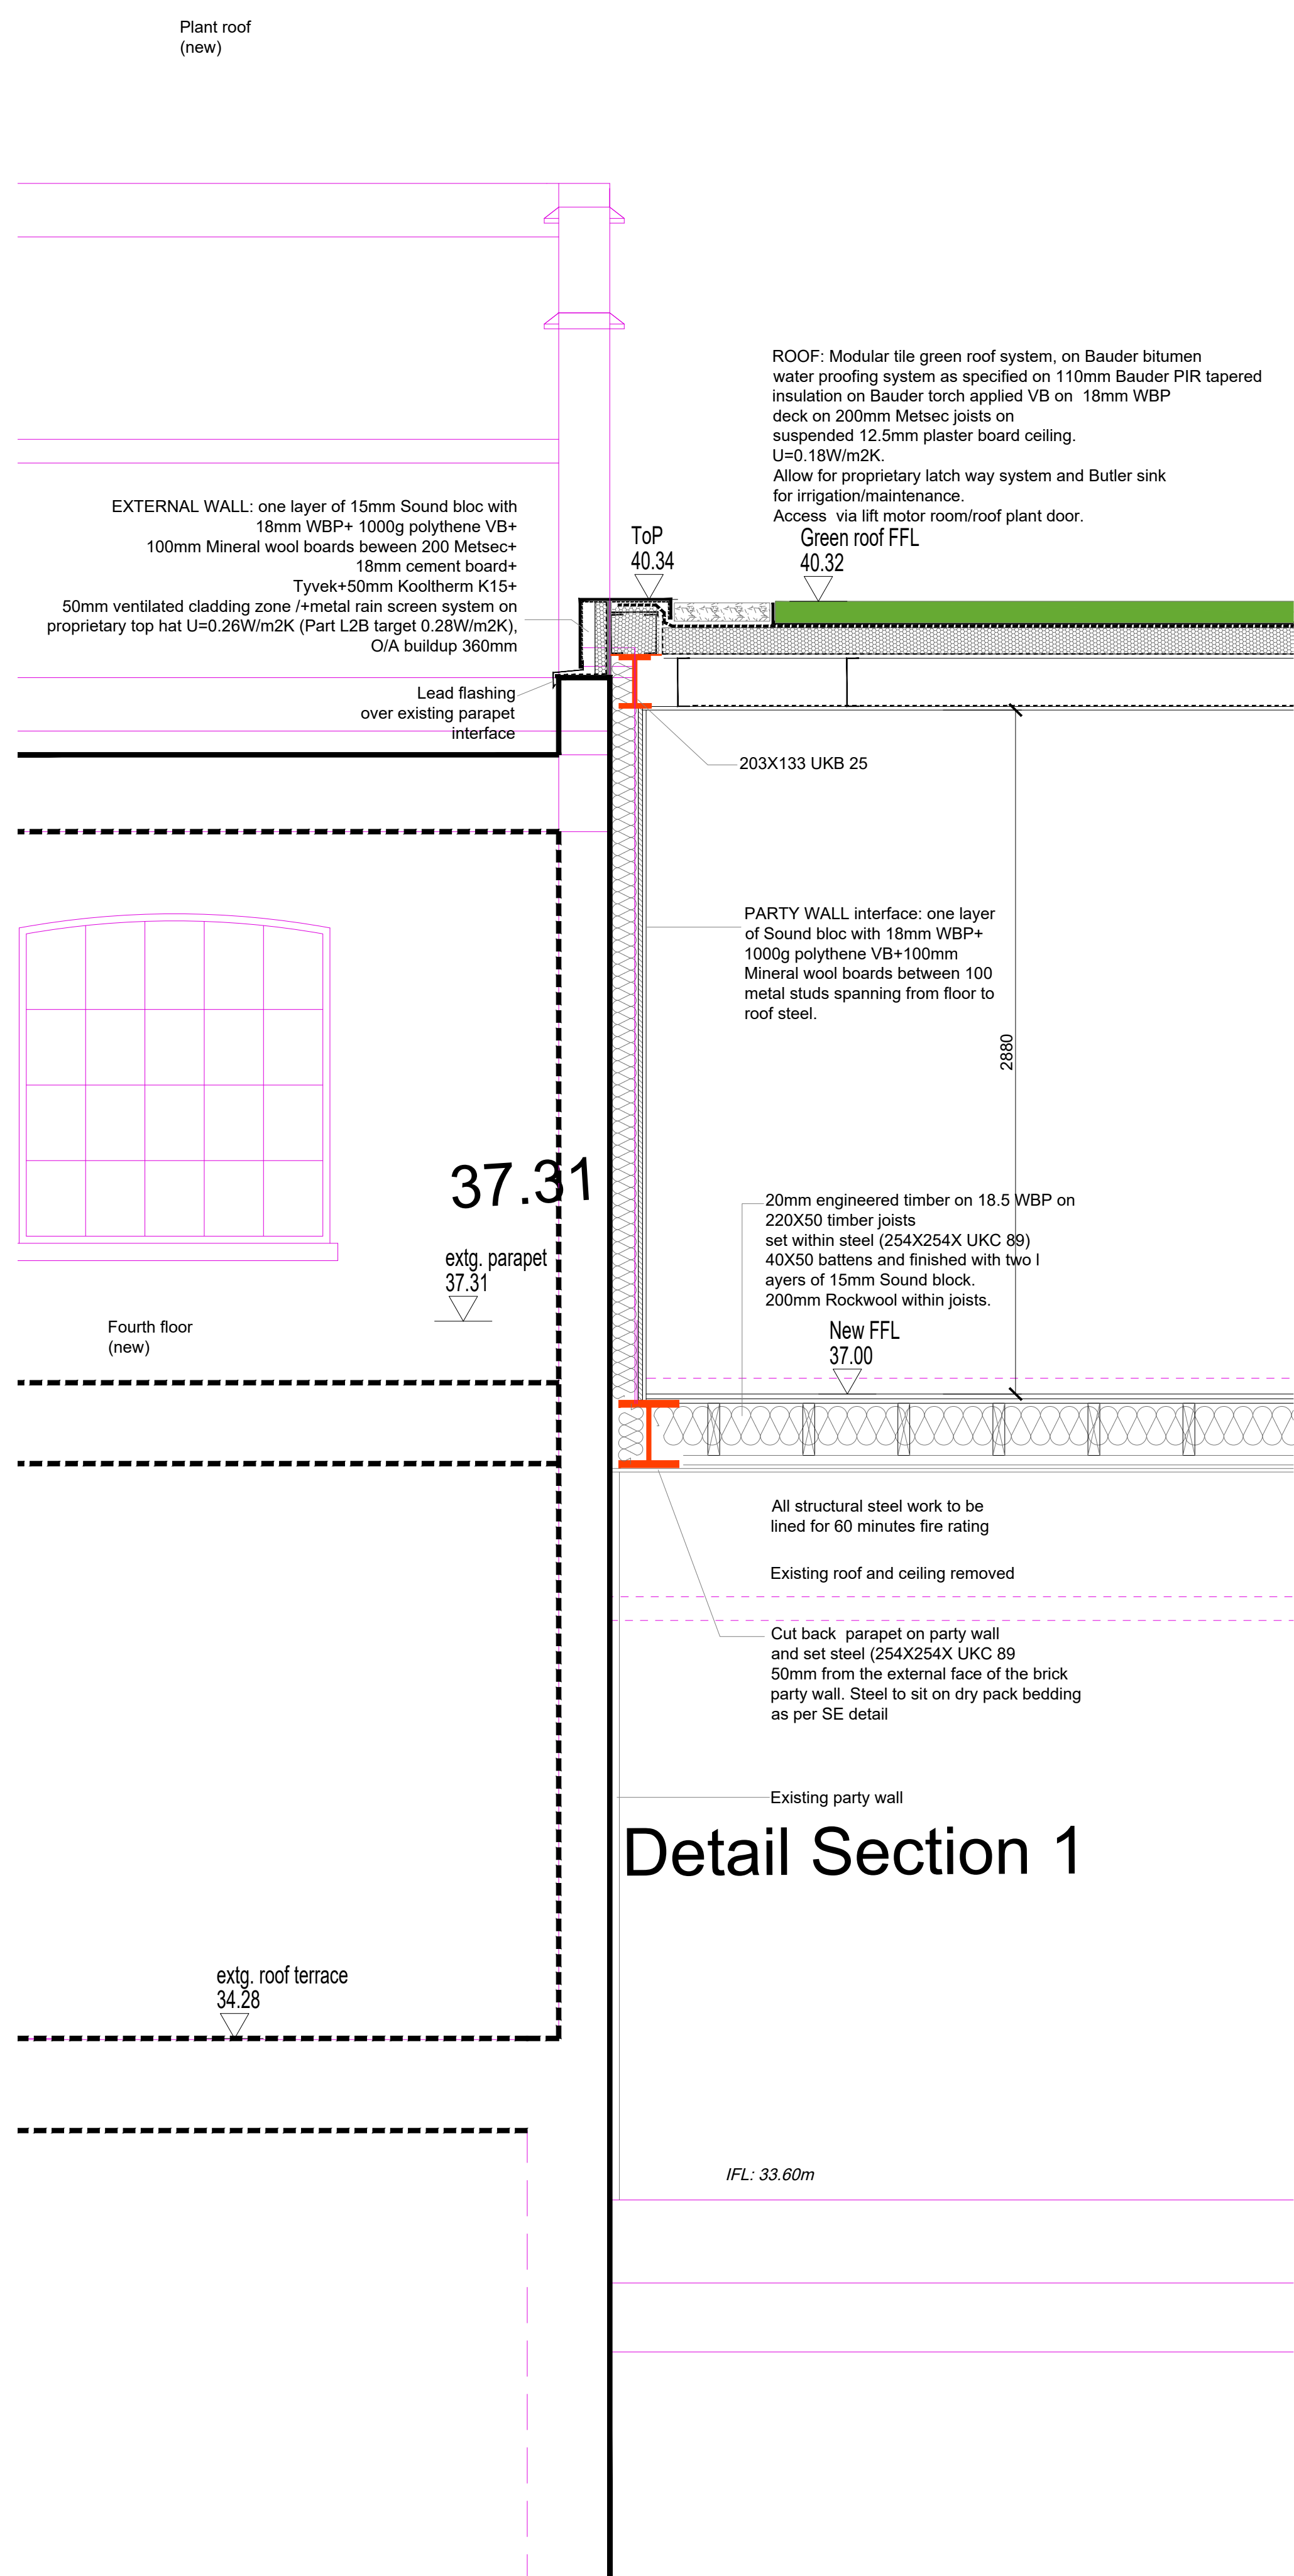 Plant roof
(new)
ROOF: Modular tile green roof system, on Bauder bitumen
water proofing system as specified on 110mm Bauder PIR tapered
insulation on Bauder torch applied VB on  18mm WBP
deck on 200mm Metsec joists on
suspended 12.5mm plaster board ceiling.
U=0.18W/m2K.
Allow for proprietary latch way system and Butler sink
for irrigation/maintenance.
Access  via lift motor room/roof plant door.
EXTERNAL WALL: one layer of 15mm Sound bloc with
18mm WBP+ 1000g polythene VB+
100mm Mineral wool boards beween 200 Metsec+
18mm cement board+
Tyvek+50mm Kooltherm K15+
50mm ventilated cladding zone /+metal rain screen system on
proprietary top hat U=0.26W/m2K (Part L2B target 0.28W/m2K),
O/A buildup 360mm
ToP
40.34
Green roof FFL
40.32
Lead flashing
over existing parapet
interface
203X133 UKB 25
PARTY WALL interface: one layer
of Sound bloc with 18mm WBP+
1000g polythene VB+100mm
Mineral wool boards between 100
metal studs spanning from floor to
roof steel.
2880
37.31
extg. parapet
37.31
20mm engineered timber on 18.5 WBP on
220X50 timber joists
set within steel (254X254X UKC 89)
40X50 battens and finished with two l
ayers of 15mm Sound block.
200mm Rockwool within joists.
Fourth floor
(new)
New FFL
37.00
All structural steel work to be
lined for 60 minutes fire rating
Existing roof and ceiling removed
Cut back  parapet on party wall
and set steel (254X254X UKC 89
50mm from the external face of the brick
party wall. Steel to sit on dry pack bedding
as per SE detail
Existing party wall
Detail Section 1
extg. roof terrace
34.28
IFL: 33.60m